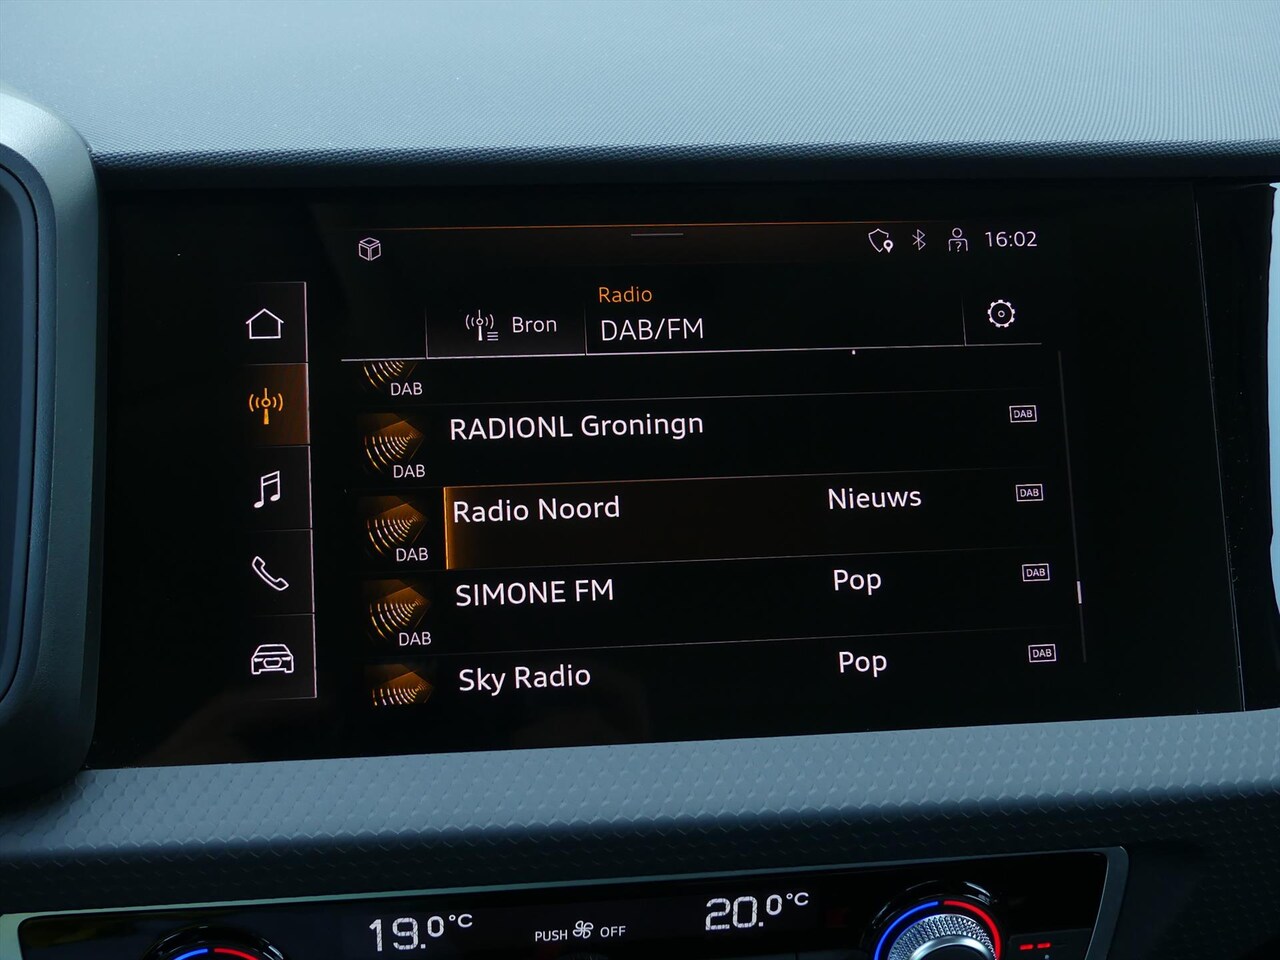 16:02
Radio
Bron
DAB/FM
DAB
RADIONL Groningn
DAB
DAB
Radio Noord Nieuws
DAB
DAB
SIMONE FM Pop
DAB
DAB
Sky Radio Pop
DAB
19.0°C
PUSH OFF
20.0°C